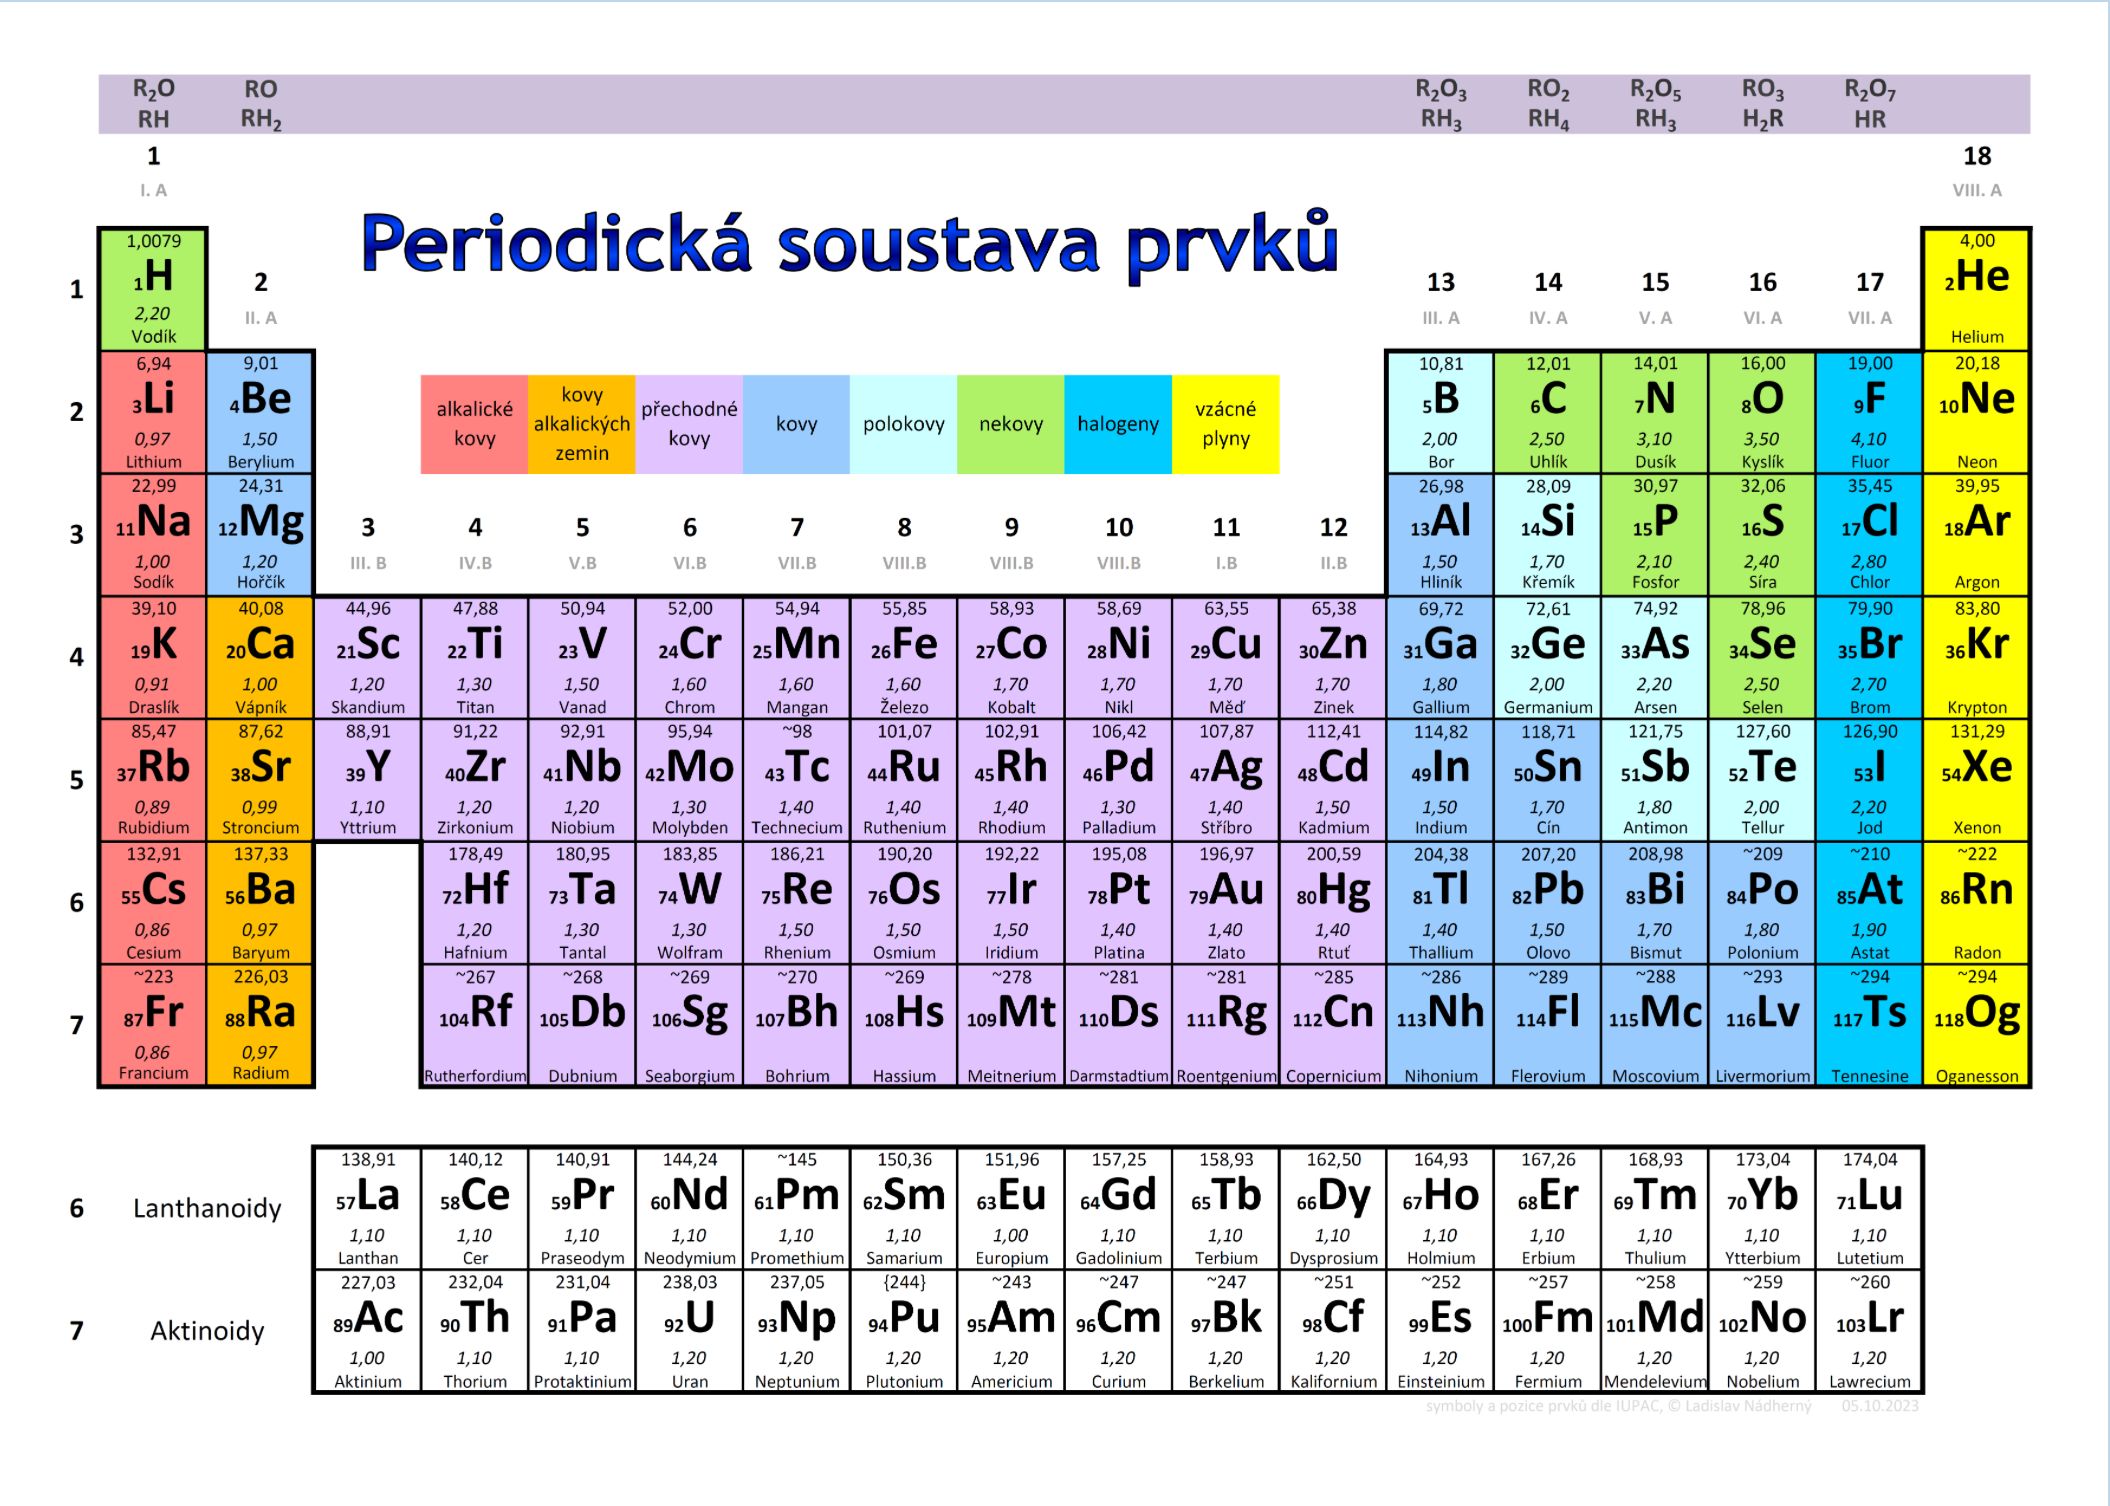 R₂O RO R₂O₃ RO₂ R₂O₅ RO₃ R₂O₇
RH RH₂ RH₃ RH₄ RH₃ H₂R HR
1 18
I. A VIII. A
Periodická soustava prvků
1,0079 4,00
1 ₁H 2 13 14 15 16 17 ₂He
2,20 II. A III. A IV. A V. A VI. A VII. A
Vodík Helium
6,94 9,01 10,81 12,01 14,01 16,00 19,00 20,18
alkalické kovy
kovy alkalických zemin
přechodné kovy
kovy
polokovy
nekovy
halogeny
vzácné plyny
2 ₃Li ₄Be ₅B ₆C ₇N ₈O ₉F ₁₀Ne
0,97 1,50 2,00 2,50 3,10 3,50 4,10
Lithium Berylium Bor Uhlík Dusík Kyslík Fluor Neon
22,99 24,31 26,98 28,09 30,97 32,06 35,45 39,95
3 ₁₁Na ₁₂Mg 3 4 5 6 7 8 9 10 11 12 ₁₃Al ₁₄Si ₁₅P ₁₆S ₁₇Cl ₁₈Ar
1,00 1,20 III. B IV.B V.B VI.B VII.B VIII.B VIII.B VIII.B I.B II.B 1,50 1,70 2,10 2,40 2,80
Sodík Hořčík Hliník Křemík Fosfor Síra Chlor Argon
39,10 40,08 44,96 47,88 50,94 52,00 54,94 55,85 58,93 58,69 63,55 65,38 69,72 72,61 74,92 78,96 79,90 83,80
4 ₁₉K ₂₀Ca ₂₁Sc ₂₂Ti ₂₃V ₂₄Cr ₂₅Mn ₂₆Fe ₂₇Co ₂₈Ni ₂₉Cu ₃₀Zn ₃₁Ga ₃₂Ge ₃₃As ₃₄Se ₃₅Br ₃₆Kr
0,91 1,00 1,20 1,30 1,50 1,60 1,60 1,60 1,70 1,70 1,70 1,70 1,80 2,00 2,20 2,50 2,70
Draslík Vápník Skandium Titan Vanad Chrom Mangan Železo Kobalt Nikl Měď Zinek Gallium Germanium Arsen Selen Brom Krypton
85,47 87,62 88,91 91,22 92,91 95,94 ~98 101,07 102,91 106,42 107,87 112,41 114,82 118,71 121,75 127,60 126,90 131,29
5 ₃₇Rb ₃₈Sr ₃₉Y ₄₀Zr ₄₁Nb ₄₂Mo ₄₃Tc ₄₄Ru ₄₅Rh ₄₆Pd ₄₇Ag ₄₈Cd ₄₉In ₅₀Sn ₅₁Sb ₅₂Te ₅₃I ₅₄Xe
0,89 0,99 1,10 1,20 1,20 1,30 1,40 1,40 1,40 1,30 1,40 1,50 1,50 1,70 1,80 2,00 2,20
Rubidium Stroncium Yttrium Zirkonium Niobium Molybden Technecium Ruthenium Rhodium Palladium Stříbro Kadmium Indium Cín Antimon Tellur Jod Xenon
132,91 137,33 178,49 180,95 183,85 186,21 190,20 192,22 195,08 196,97 200,59 204,38 207,20 208,98 ~209 ~210 ~222
6 ₅₅Cs ₅₆Ba ₇₂Hf ₇₃Ta ₇₄W ₇₅Re ₇₆Os ₇₇Ir ₇₈Pt ₇₉Au ₈₀Hg ₈₁Tl ₈₂Pb ₈₃Bi ₈₄Po ₈₅At ₈₆Rn
0,86 0,97 1,20 1,30 1,30 1,50 1,50 1,50 1,40 1,40 1,40 1,40 1,50 1,70 1,80 1,90
Cesium Baryum Hafnium Tantal Wolfram Rhenium Osmium Iridium Platina Zlato Rtuť Thallium Olovo Bismut Polonium Astat Radon
~223 226,03 ~267 ~268 ~269 ~270 ~269 ~278 ~281 ~281 ~285 ~286 ~289 ~288 ~293 ~294 ~294
7 ₈₇Fr ₈₈Ra ₁₀₄Rf ₁₀₅Db ₁₀₆Sg ₁₀₇Bh ₁₀₈Hs ₁₀₉Mt ₁₁₀Ds ₁₁₁Rg ₁₁₂Cn ₁₁₃Nh ₁₁₄Fl ₁₁₅Mc ₁₁₆Lv ₁₁₇Ts ₁₁₈Og
0,86 0,97
Francium Radium Rutherfordium Dubnium Seaborgium Bohrium Hassium Meitnerium Darmstadtium Roentgenium Copernicium Nihonium Flerovium Moscovium Livermorium Tennesine Oganesson
138,91 140,12 140,91 144,24 ~145 150,36 151,96 157,25 158,93 162,50 164,93 167,26 168,93 173,04 174,04
6 Lanthanoidy ₅₇La ₅₈Ce ₅₉Pr ₆₀Nd ₆₁Pm ₆₂Sm ₆₃Eu ₆₄Gd ₆₅Tb ₆₆Dy ₆₇Ho ₆₈Er ₆₉Tm ₇₀Yb ₇₁Lu
1,10 1,10 1,10 1,10 1,10 1,10 1,00 1,10 1,10 1,10 1,10 1,10 1,10 1,10 1,10
Lanthan Cer Praseodym Neodymium Promethium Samarium Europium Gadolinium Terbium Dysprosium Holmium Erbium Thulium Ytterbium Lutetium
227,03 232,04 231,04 238,03 237,05 {244} ~243 ~247 ~247 ~251 ~252 ~257 ~258 ~259 ~260
7 Aktinoidy ₈₉Ac ₉₀Th ₉₁Pa ₉₂U ₉₃Np ₉₄Pu ₉₅Am ₉₆Cm ₉₇Bk ₉₈Cf ₉₉Es ₁₀₀Fm ₁₀₁Md ₁₀₂No ₁₀₃Lr
1,00 1,10 1,10 1,20 1,20 1,20 1,20 1,20 1,20 1,20 1,20 1,20 1,20 1,20 1,20
Aktinium Thorium Protaktinium Uran Neptunium Plutonium Americium Curium Berkelium Kalifornium Einsteinium Fermium Mendelevium Nobelium Lawrecium
symboly a pozice prvků dle IUPAC, © Ladislav Nádherný 05.10.2023